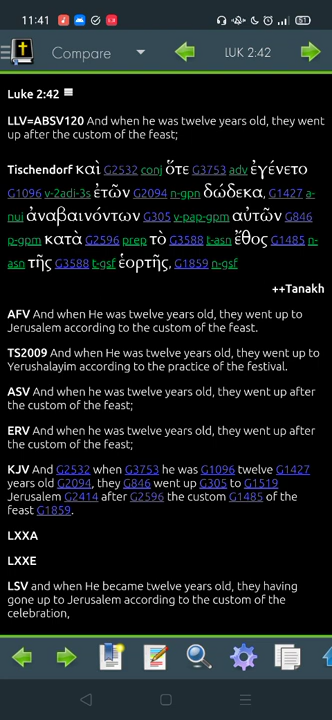 11:41
51
Compare
LUK 2:42
Luke 2:42
LLV=ABSV120 And when he was twelve years old, they went
up after the custom of the feast;
Tischendorf καὶ G2532 conj ὅτε G3753 adv ἐγένετο
G1096 v-2adi-3s ἐτῶν G2094 n-gpn δώδεκα, G1427 a-
nui ἀναβαινόντων G305 v-pap-gpm αὐτῶν G846
p-gpm κατὰ G2596 prep τὸ G3588 t-asn ἔθος G1485 n-
asn τῆς G3588 t-gsf ἑορτῆς, G1859 n-gsf
++Tanakh
AFV And when He was twelve years old, they went up to
Jerusalem according to the custom of the feast.
TS2009 And when He was twelve years old, they went up to
Yerushalayim according to the practice of the festival.
ASV And when he was twelve years old, they went up after
the custom of the feast;
ERV And when he was twelve years old, they went up after
the custom of the feast;
KJV And G2532 when G3753 he was G1096 twelve G1427
years old G2094, they G846 went up G305 to G1519
Jerusalem G2414 after G2596 the custom G1485 of the
feast G1859.
LXXA
LXXE
LSV and when He became twelve years old, they having
gone up to Jerusalem according to the custom of the
celebration,